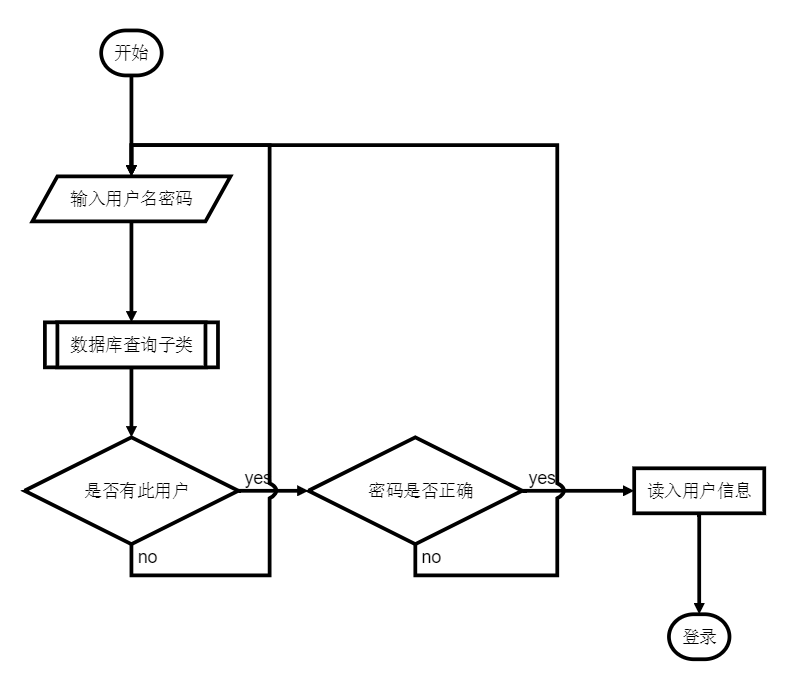 开始
输入用户名密码
数据库查询子类
是否有此用户
yes
no
密码是否正确
yes
no
读入用户信息
登录